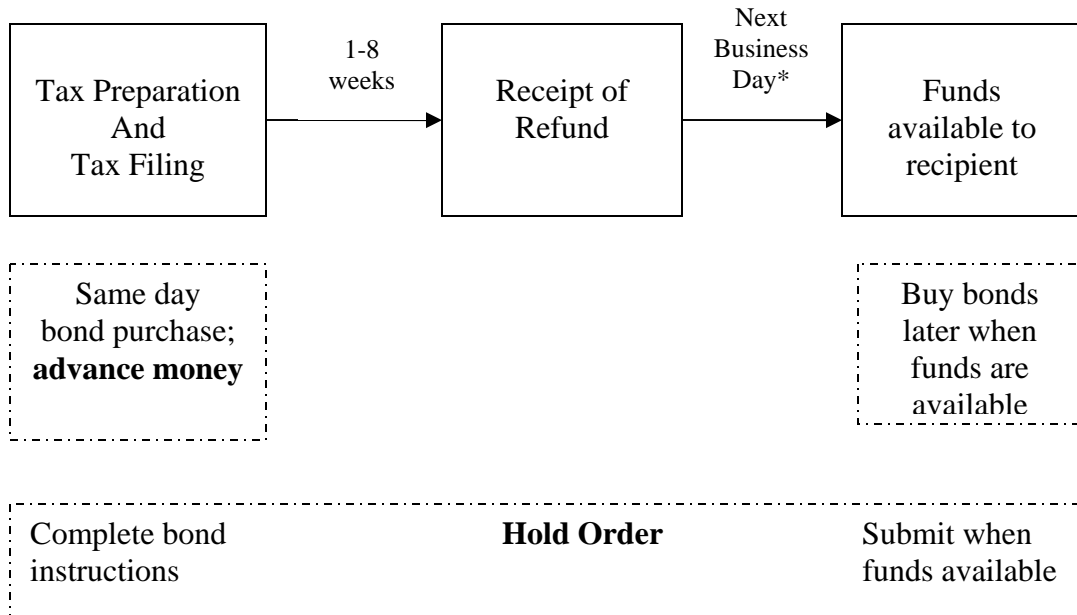 Tax Preparation
And
Tax Filing
1-8
weeks
Receipt of
Refund
Next
Business
Day*
Funds
available to
recipient
Same day
bond purchase;
advance money
Buy bonds
later when
funds are
available
Complete bond
instructions
Hold Order
Submit when
funds available